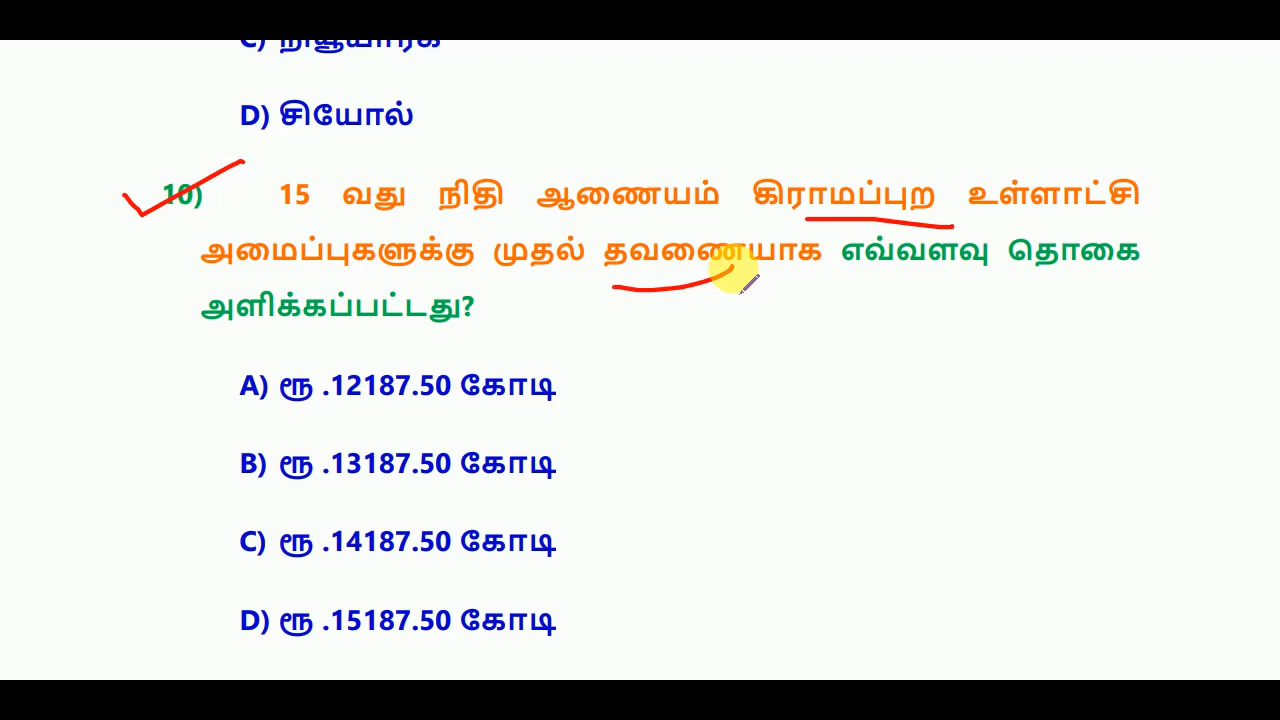 C) நியூயார்க்
D) சியோல்
10) 15 வது நிதி ஆணையம் கிராமப்புற உள்ளாட்சி
அமைப்புகளுக்கு முதல் தவணையாக எவ்வளவு தொகை
அளிக்கப்பட்டது?
A) ரூ .12187.50 கோடி
B) ரூ .13187.50 கோடி
C) ரூ .14187.50 கோடி
D) ரூ .15187.50 கோடி